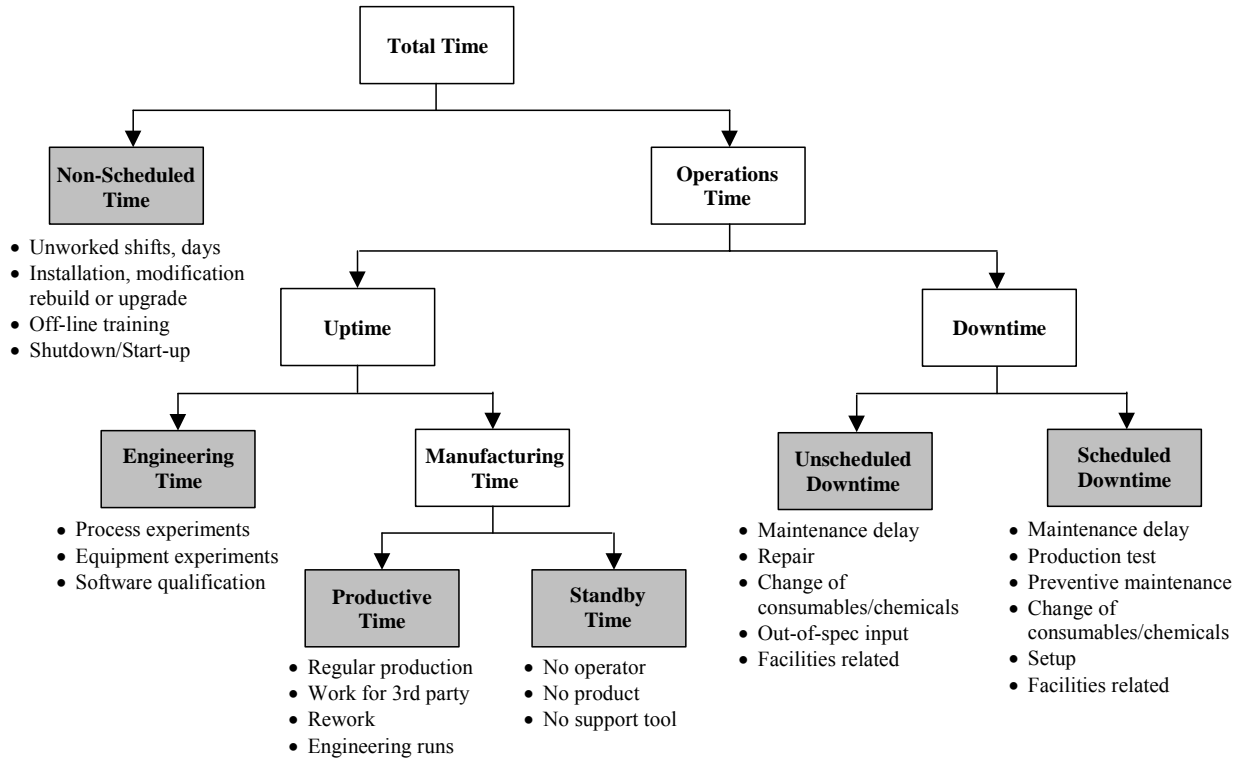 Total Time
Non-Scheduled
Time
• Unworked shifts, days
• Installation, modification
rebuild or upgrade
• Off-line training
• Shutdown/Start-up
Operations
Time
Uptime
Downtime
Engineering
Time
• Process experiments
• Equipment experiments
• Software qualification
Manufacturing
Time
Productive
Time
• Regular production
• Work for 3rd party
• Rework
• Engineering runs
Standby
Time
• No operator
• No product
• No support tool
Unscheduled
Downtime
• Maintenance delay
• Repair
• Change of
consumables/chemicals
• Out-of-spec input
• Facilities related
Scheduled
Downtime
• Maintenance delay
• Production test
• Preventive maintenance
• Change of
consumables/chemicals
• Setup
• Facilities related